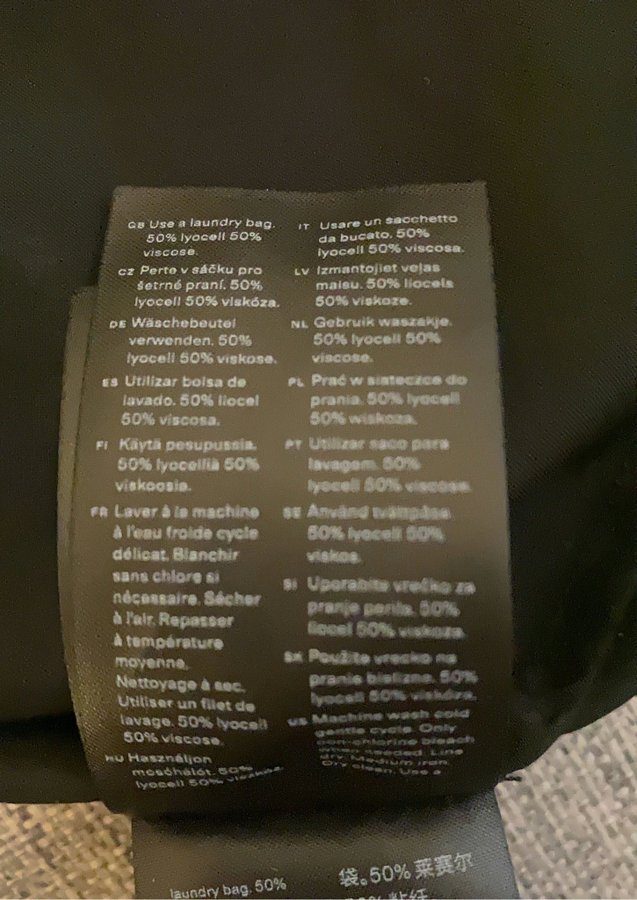 GB Use a laundry bag.
50% lyocell 50%
viscose.
CZ Perte v sáčku pro
šetrné praní. 50%
lyocell 50% viskóza.
DE Wäschebeutel
verwenden. 50%
lyocell 50% viskose.
ES Utilizar bolsa de
lavado. 50% liocel
50% viscosa.
FI Käytä pesupussia.
50% lyocelliä 50%
viskoosia.
FR Laver à la machine
à l'eau froide cycle
délicat. Blanchir
sans chlore si
nécessaire. Sécher
à l'air. Repasser
à température
moyenne.
Nettoyage à sec.
Utiliser un filet de
lavage. 50% lyocell
50% viscose.
HU Használjon
mosóhálót. 50%
lyocell 50% viszkóz
IT Usare un sacchetto
da bucato. 50%
lyocell 50% viscosa.
LV Izmantojiet veļas
maisu. 50% liocels
50% viskoze.
NL Gebruik waszakje.
50% lyocell 50%
viscose.
PL Prać w siateczce do
prania. 50% lyocell
50% wiskoza.
PT Utilizar saco para
lavagem. 50%
lyocell 50% viscose.
SE Använd tvättpåse.
50% lyocell 50%
viskos.
SI Uporabite vrečko za
pranje perila. 50%
liocel 50% viskoza.
SK Použite vrecko na
pranie bielizne. 50%
lyocell 50% viskóza.
US Machine wash cold
gentle cycle. Only
non-chlorine bleach
when needed. Line
dry. Medium iron.
Dry clean. Use a
laundry bag. 50%
袋。50% 莱赛尔